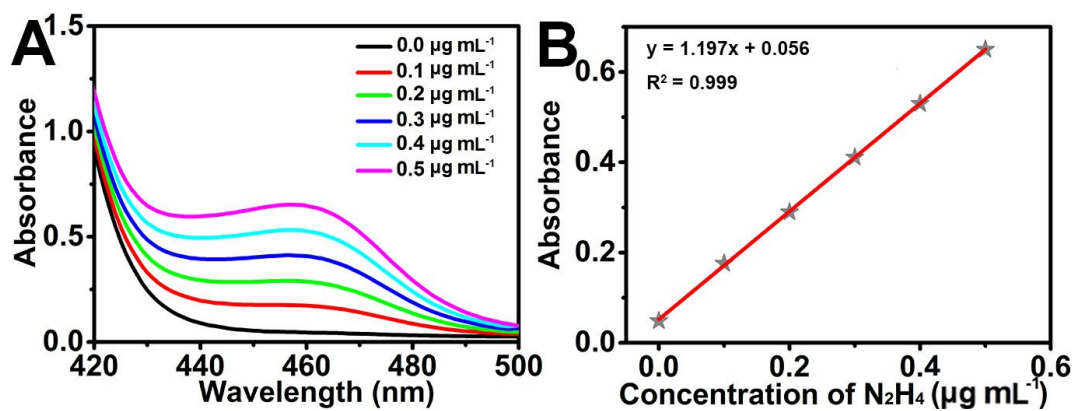 A
1.5
1.0
0.5
0.0
Absorbance
0.0 µg mL⁻¹
0.1 µg mL⁻¹
0.2 µg mL⁻¹
0.3 µg mL⁻¹
0.4 µg mL⁻¹
0.5 µg mL⁻¹
420 440 460 480 500
Wavelength (nm)
B
y = 1.197x + 0.056
R² = 0.999
0.6
0.4
0.2
0.0
Absorbance
0.0 0.2 0.4 0.6
Concentration of N₂H₄ (µg mL⁻¹)